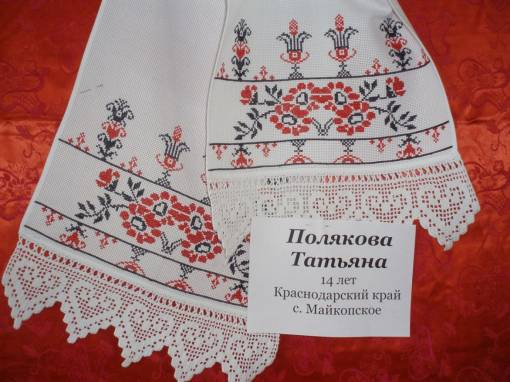 Полякова
Татьяна
14 лет
Краснодарский край
с. Майкопское